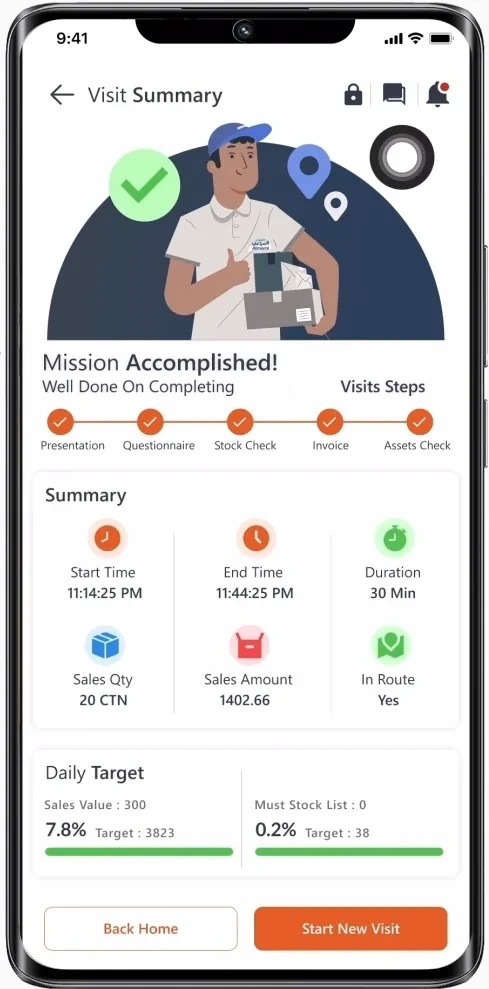 9:41
Visit Summary
Mission Accomplished!
Well Done On Completing
Visits Steps
Presentation
Questionnaire
Stock Check
Invoice
Assets Check
Summary
Start Time
11:14:25 PM
End Time
11:44:25 PM
Duration
30 Min
Sales Qty
20 CTN
Sales Amount
1402.66
In Route
Yes
Daily Target
Sales Value : 300
7.8% Target : 3823
Must Stock List : 0
0.2% Target : 38
Back Home
Start New Visit